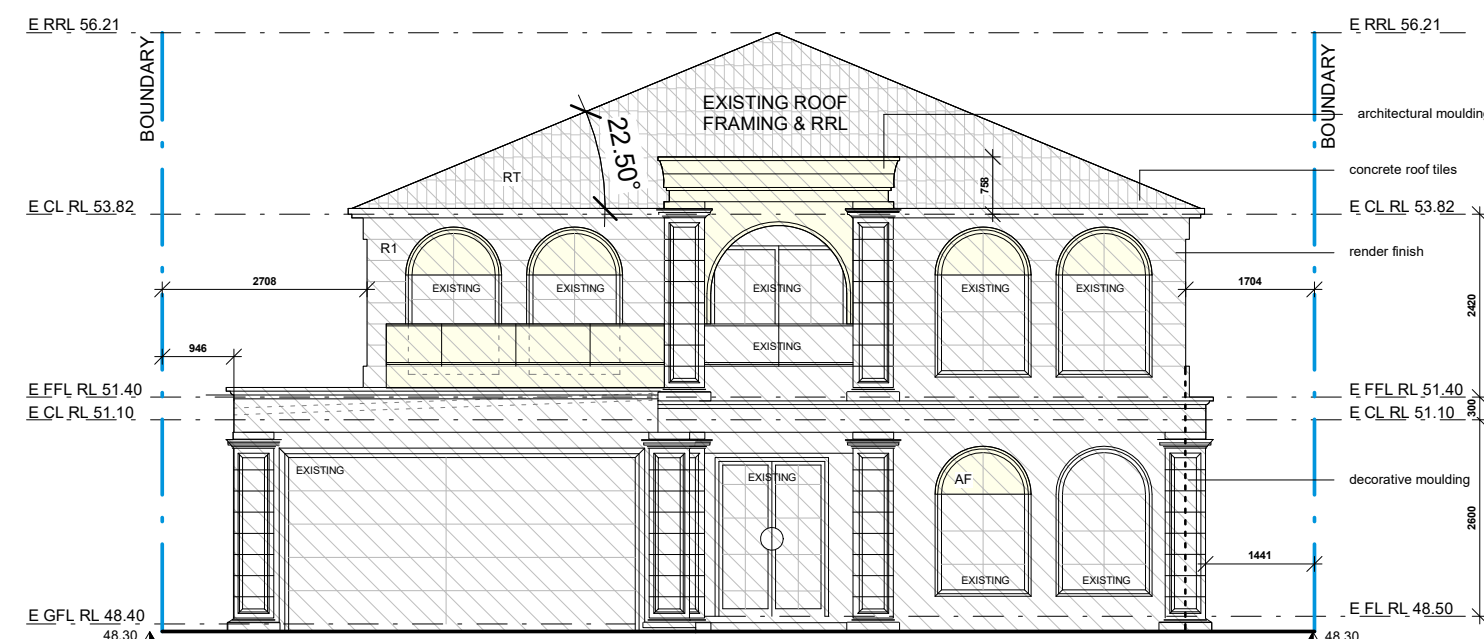 E RRL 56.21
E RRL 56.21
BOUNDARY
BOUNDARY
EXISTING ROOF
FRAMING & RRL
architectural moulding
22.50°
RT
758
concrete roof tiles
E CL RL 53.82
E CL RL 53.82
R1
render finish
2708
EXISTING
EXISTING
EXISTING
EXISTING
EXISTING
1704
2420
946
EXISTING
E FFL RL 51.40
E FFL RL 51.40
E CL RL 51.10
300
E CL RL 51.10
EXISTING
EXISTING
AF
decorative moulding
2600
1441
EXISTING
EXISTING
E GFL RL 48.40
E FL RL 48.50
48.30
48.30